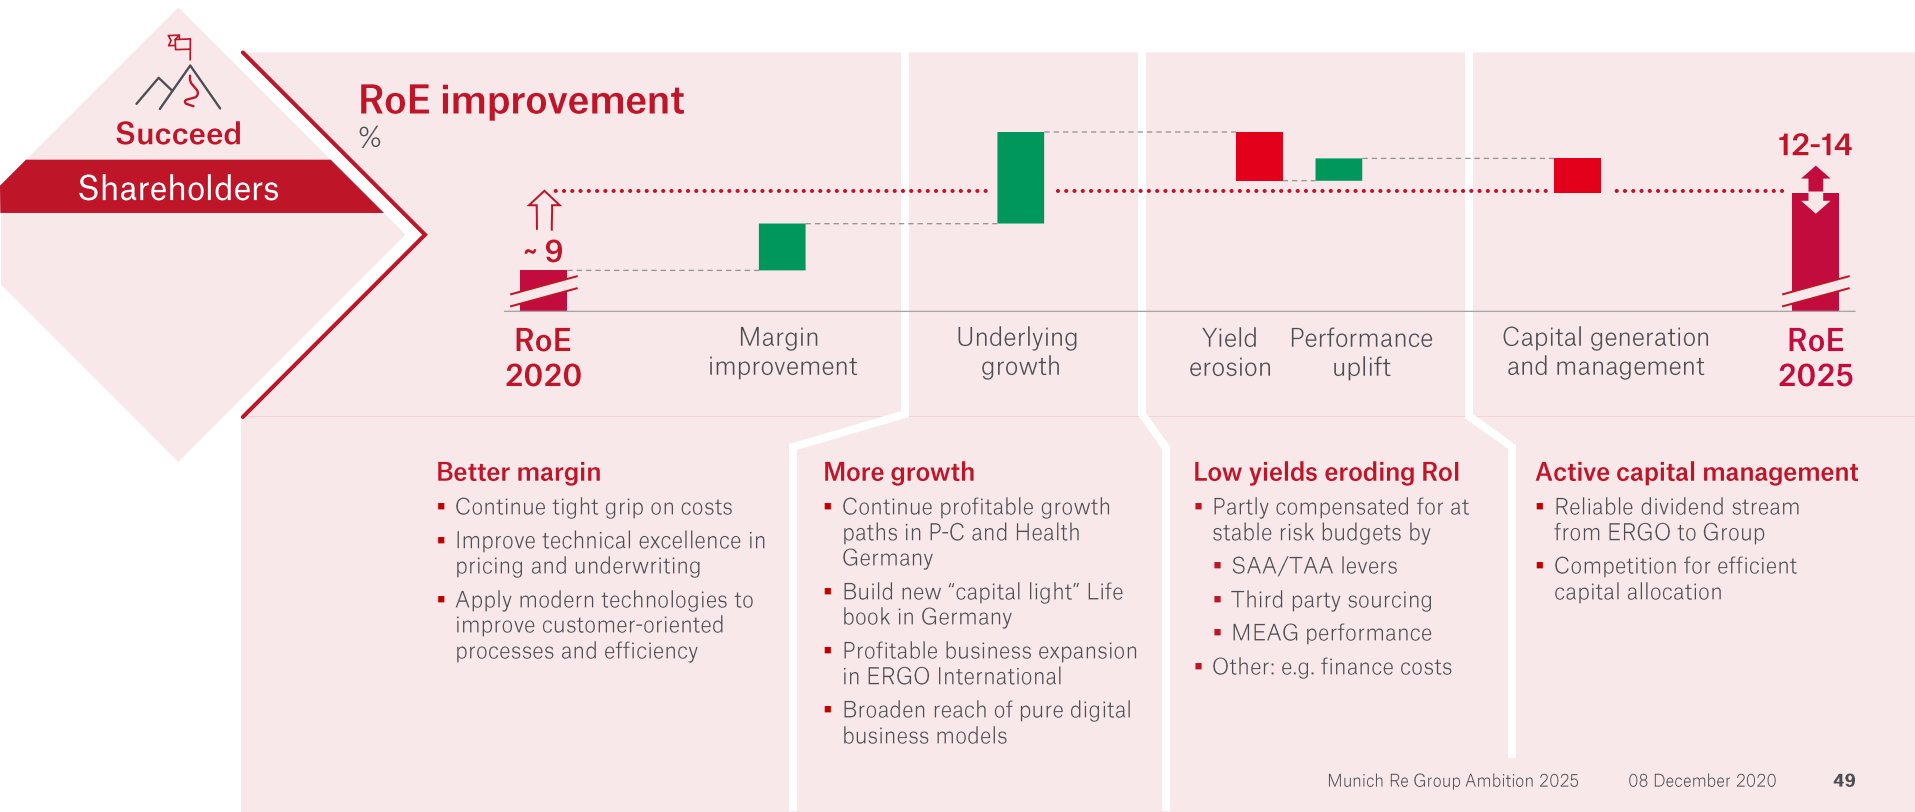 Succeed
Shareholders
RoE improvement
%
~ 9
12-14
RoE
2020
Margin
improvement
Underlying
growth
Yield
erosion
Performance
uplift
Capital generation
and management
RoE
2025
Better margin
▪ Continue tight grip on costs
▪ Improve technical excellence in
pricing and underwriting
▪ Apply modern technologies to
improve customer-oriented
processes and efficiency
More growth
▪ Continue profitable growth
paths in P-C and Health
Germany
▪ Build new “capital light” Life
book in Germany
▪ Profitable business expansion
in ERGO International
▪ Broaden reach of pure digital
business models
Low yields eroding RoI
▪ Partly compensated for at
stable risk budgets by
▪ SAA/TAA levers
▪ Third party sourcing
▪ MEAG performance
▪ Other: e.g. finance costs
Active capital management
▪ Reliable dividend stream
from ERGO to Group
▪ Competition for efficient
capital allocation
Munich Re Group Ambition 2025 08 December 2020 49